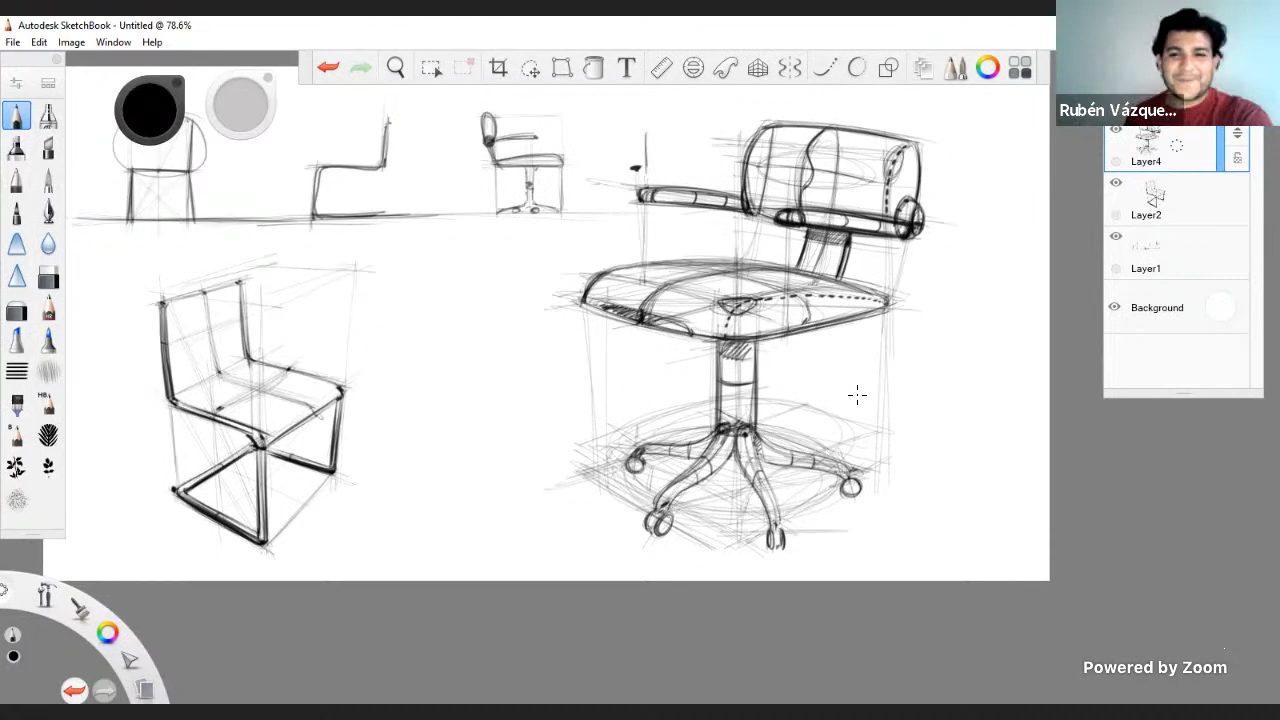 Autodesk SketchBook - Untitled @ 78.6%
File Edit Image Window Help
T
Rubén Vázque...
Layer4
Layer2
Layer1
Background
HB
B
Powered by Zoom